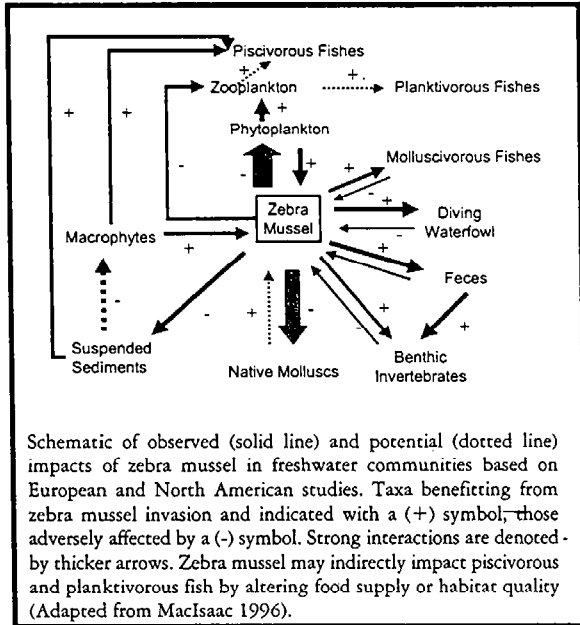 Piscivorous Fishes
+
Zooplankton
+.
Planktivorous Fishes
+
+
+
Phytoplankton
-
-
+
+
Molluscivorous Fishes
-
+
Zebra
Mussel
Diving
Waterfowl
-
Macrophytes
+
+
-
Feces
-
-
+
-
-
+
+
Suspended
Sediments
Native Molluscs
Benthic
Invertebrates
Schematic of observed (solid line) and potential (dotted line)
impacts of zebra mussel in freshwater communities based on
European and North American studies. Taxa benefitting from
zebra mussel invasion and indicated with a (+) symbol, those
adversely affected by a (-) symbol. Strong interactions are denoted
by thicker arrows. Zebra mussel may indirectly impact piscivorous
and planktivorous fish by altering food supply or habitat quality
(Adapted from MacIsaac 1996).